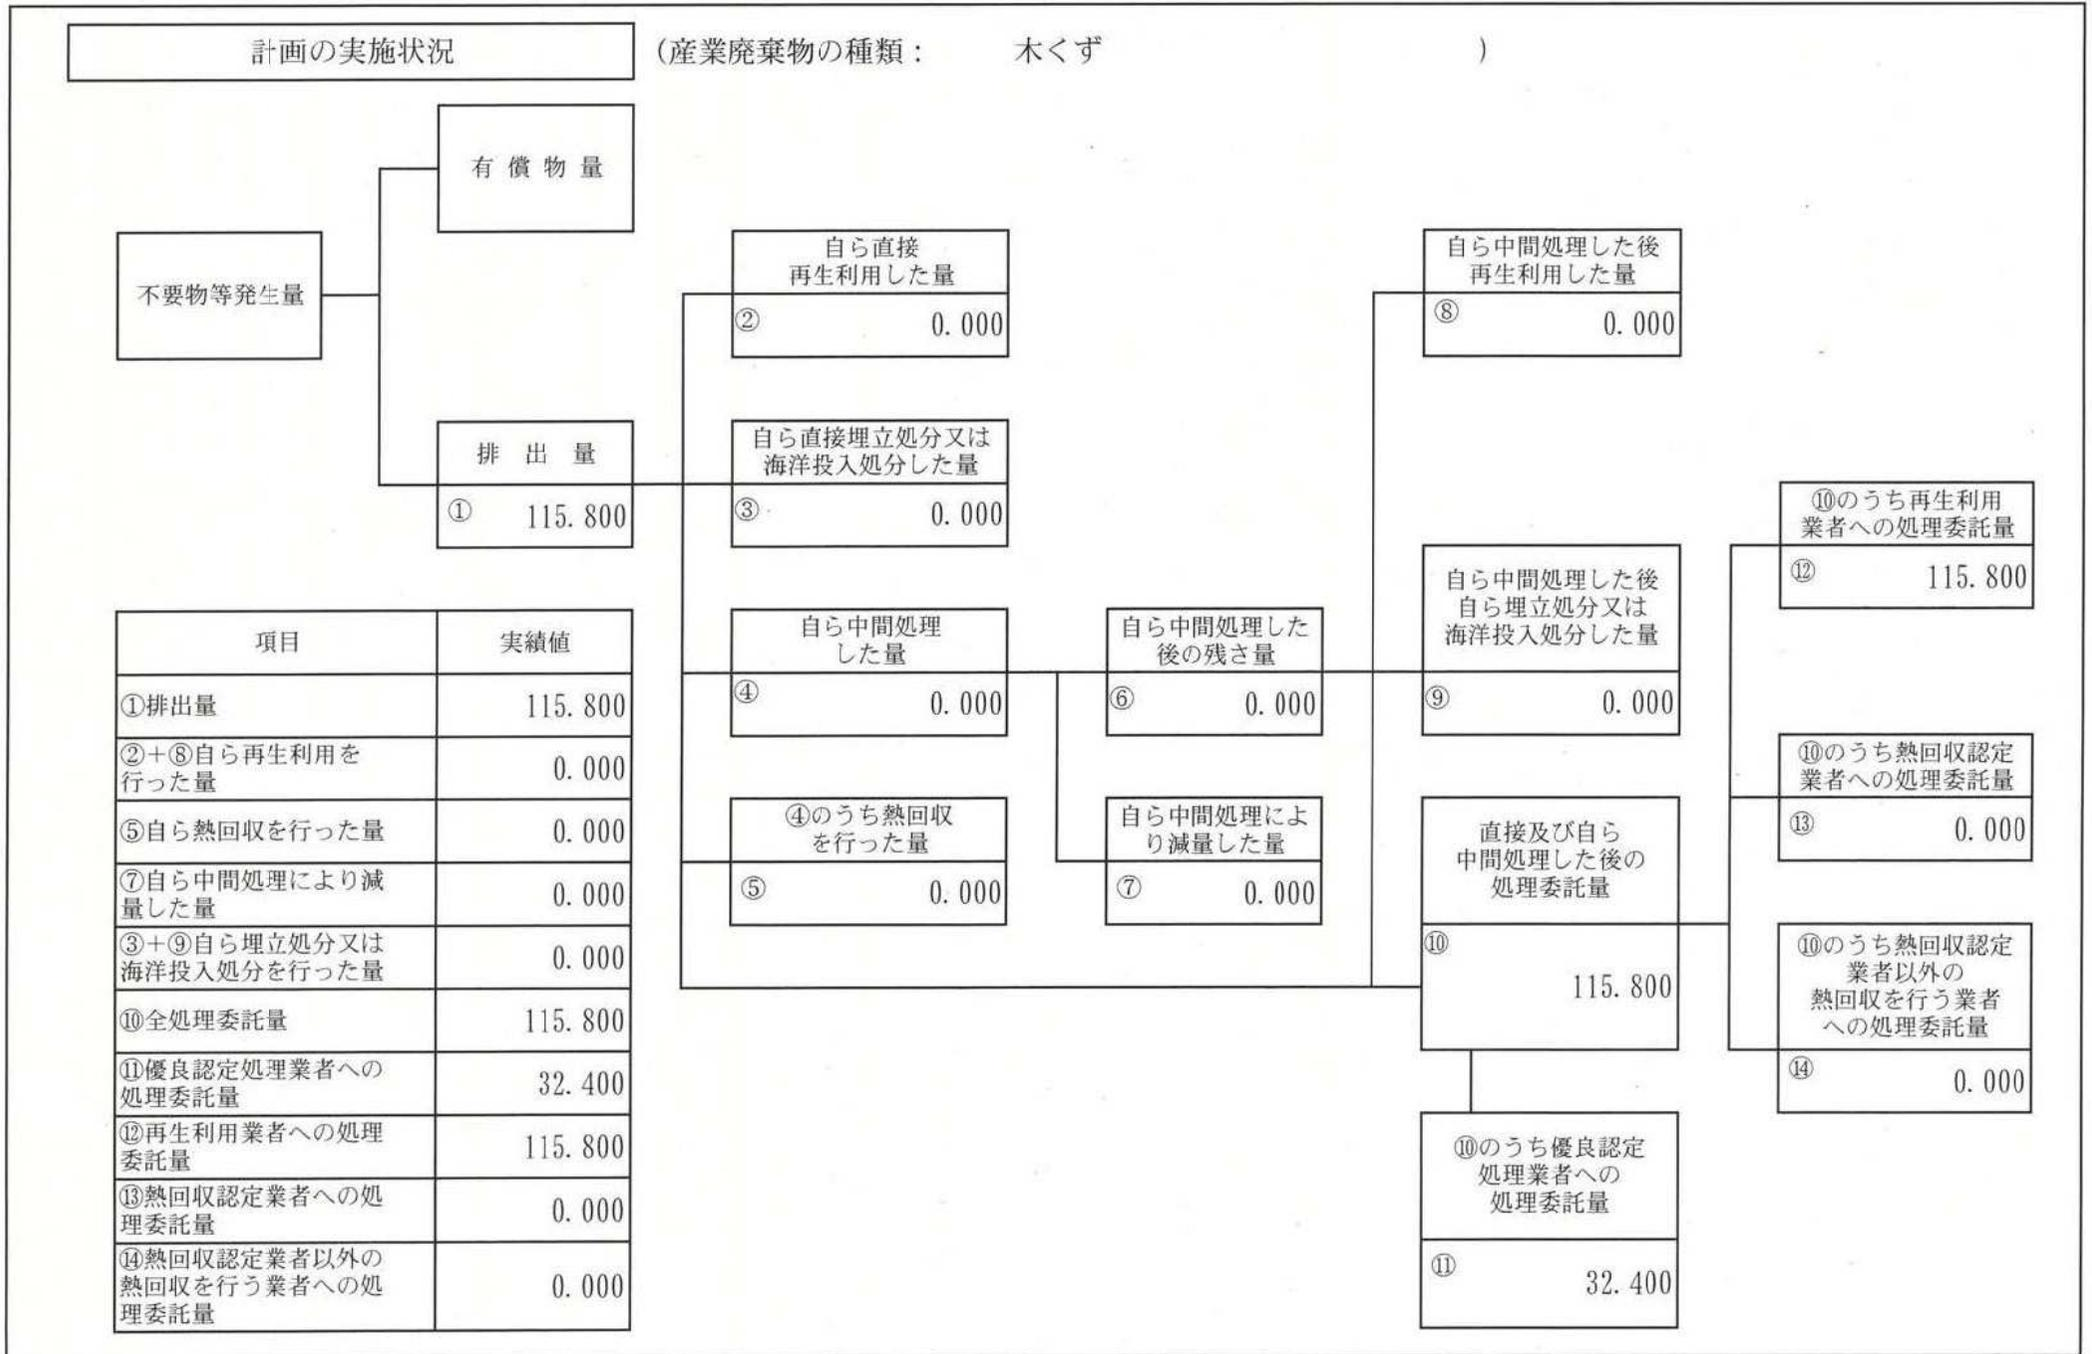 計画の実施状況
(産業廃棄物の種類： 木くず )
有償物量
不要物等発生量
排出量
① 115.800
自ら直接
再生利用した量
② 0.000
自ら直接埋立処分又は
海洋投入処分した量
③ 0.000
自ら中間処理
した量
④ 0.000
④のうち熱回収
を行った量
⑤ 0.000
自ら中間処理した
後の残さ量
⑥ 0.000
自ら中間処理によ
り減量した量
⑦ 0.000
自ら中間処理した後
再生利用した量
⑧ 0.000
自ら中間処理した後
自ら埋立処分又は
海洋投入処分した量
⑨ 0.000
直接及び自ら
中間処理した後の
処理委託量
⑩
115.800
⑩のうち優良認定
処理業者への
処理委託量
⑪ 32.400
⑩のうち再生利用
業者への処理委託量
⑫ 115.800
⑩のうち熱回収認定
業者への処理委託量
⑬ 0.000
⑩のうち熱回収認定
業者以外の
熱回収を行う業者
への処理委託量
⑭ 0.000
項目 実績値
①排出量 115.800
②＋⑧自ら再生利用を
行った量 0.000
⑤自ら熱回収を行った量 0.000
⑦自ら中間処理により減
量した量 0.000
③＋⑨自ら埋立処分又は
海洋投入処分を行った量 0.000
⑩全処理委託量 115.800
⑪優良認定処理業者への
処理委託量 32.400
⑫再生利用業者への処理
委託量 115.800
⑬熱回収認定業者への処
理委託量 0.000
⑭熱回収認定業者以外の
熱回収を行う業者への処
理委託量 0.000